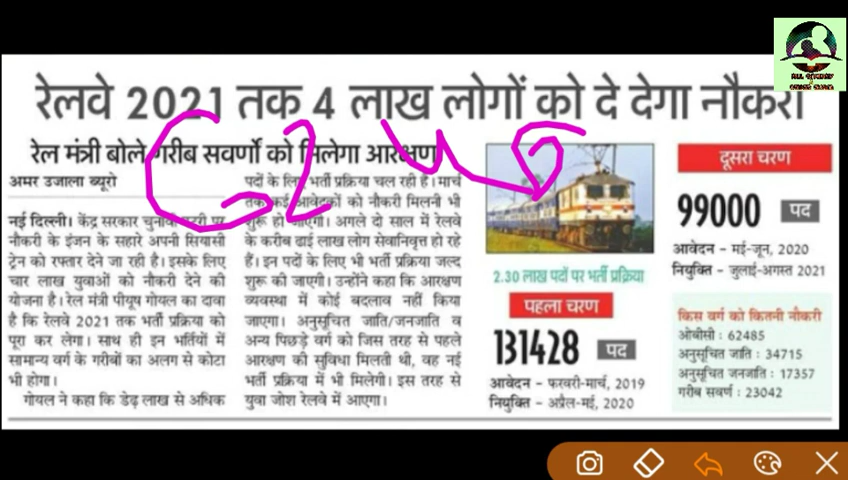 रेलवे 2021 तक 4 लाख लोगों को दे देगा नौकरी
रेल मंत्री बोले गरीब सवर्णो को मिलेगा आरक्षण
अमर उजाला ब्यूरो
नई दिल्ली। केंद्र सरकार चुनावी पटरी पर
नौकरी के इंजन के सहारे अपनी सियासी
ट्रेन को रफ्तार देने जा रही है। इसके लिए
चार लाख युवाओं को नौकरी देने की
योजना है। रेल मंत्री पीयूष गोयल का दावा
है कि रेलवे 2021 तक भर्ती प्रक्रिया को
पूरा कर लेगा। साथ ही इन भर्तियों में
सामान्य वर्ग के गरीबों का अलग से कोटा
भी होगा।
गोयल ने कहा कि डेढ़ लाख से अधिक
पदों के लिए भर्ती प्रक्रिया चल रही है। मार्च
तक कई आवेदकों को नौकरी मिलनी भी
शुरू हो जाएगी। अगले दो साल में रेलवे
के करीब ढाई लाख लोग सेवानिवृत्त हो रहे
हैं। इन पदों के लिए भी भर्ती प्रक्रिया जल्द
शुरू की जाएगी। उन्होंने कहा कि आरक्षण
व्यवस्था में कोई बदलाव नहीं किया
जाएगा। अनुसूचित जाति/जनजाति व
अन्य पिछड़े वर्ग को जिस तरह से पहले
आरक्षण की सुविधा मिलती थी, वह नई
भर्ती प्रक्रिया में भी मिलेगी। इस तरह से
युवा जोश रेलवे में आएगा।
2.30 लाख पदों पर भर्ती प्रक्रिया
पहला चरण
131428 पद
आवेदन - फरवरी-मार्च, 2019
नियुक्ति - अप्रैल-मई, 2020
दूसरा चरण
99000 पद
आवेदन - मई-जून, 2020
नियुक्ति - जुलाई-अगस्त 2021
किस वर्ग को कितनी नौकरी
ओबीसी : 62485
अनुसूचित जाति : 34715
अनुसूचित जनजाति : 17357
गरीब सवर्ण : 23042